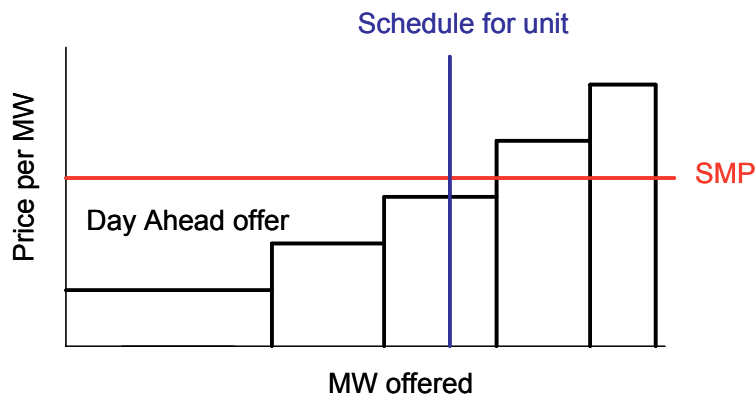 Schedule for unit
Price per MW
SMP
Day Ahead offer
MW offered